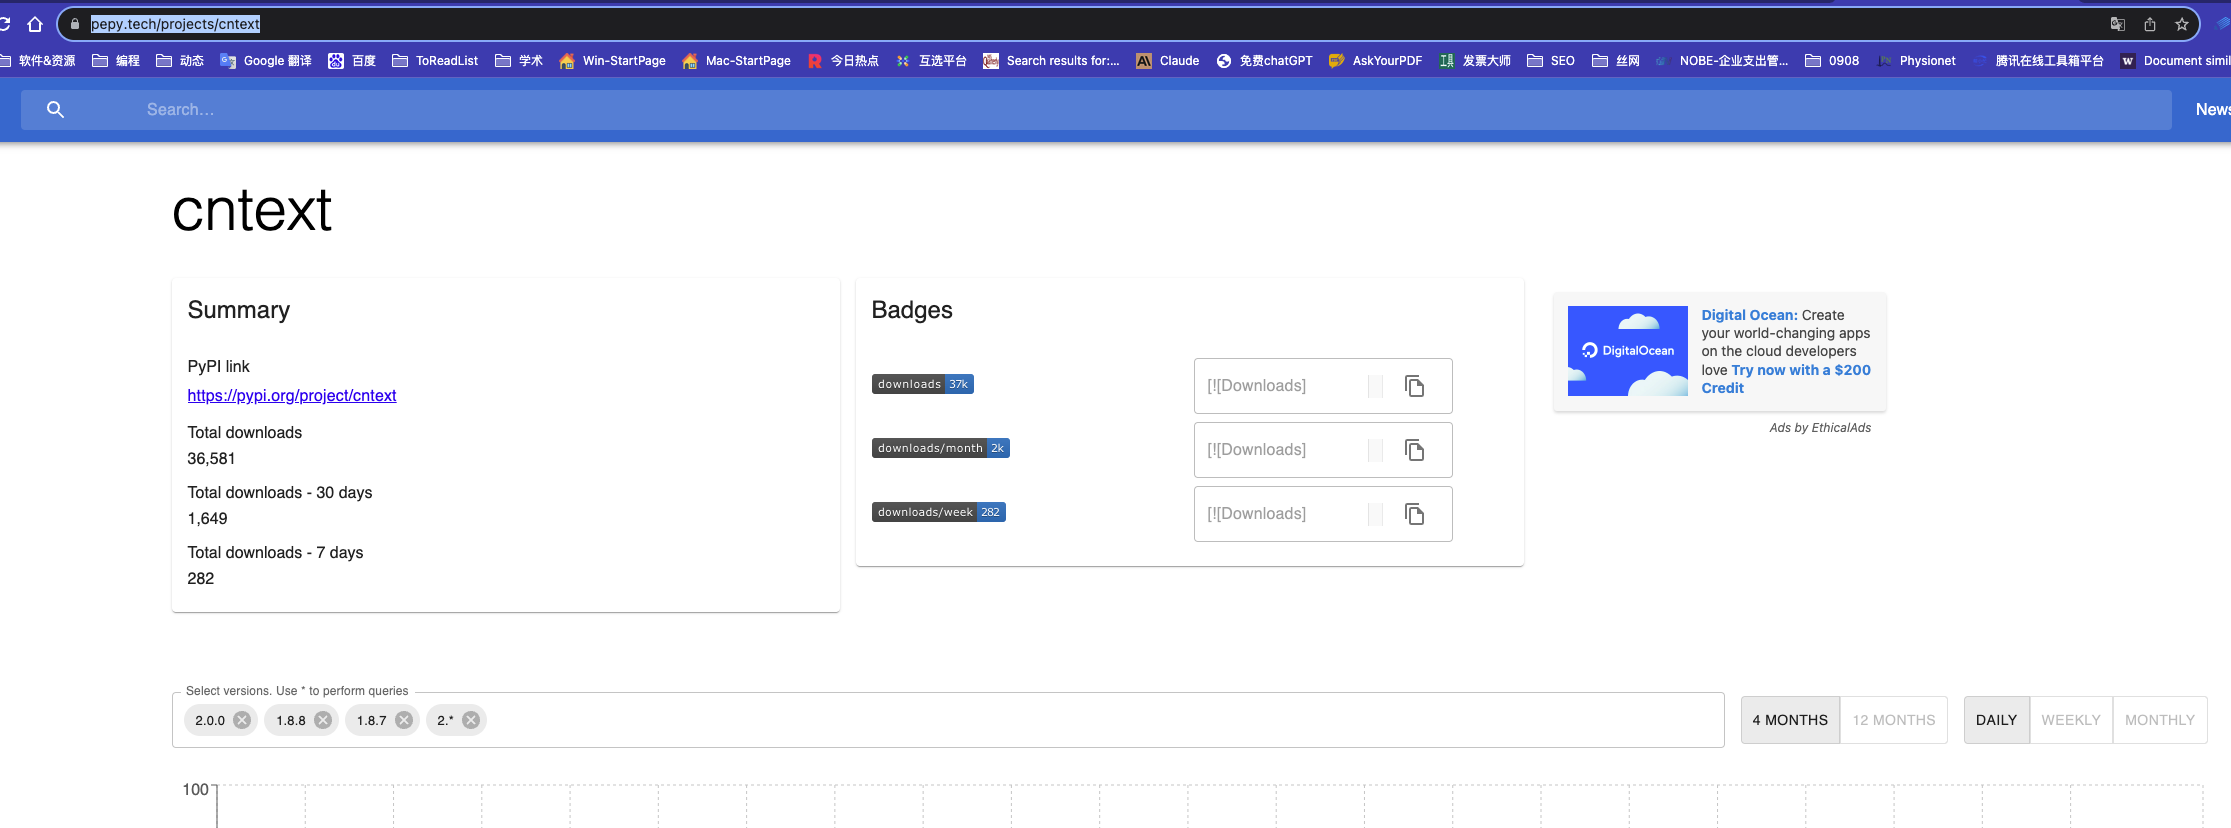 pepy.tech/projects/cntext
软件&资源 编程 动态 Google 翻译 百度 ToReadList 学术 Win-StartPage Mac-StartPage 今日热点 互选平台 Search results for:... Claude 免费chatGPT AskYourPDF 发票大师 SEO 丝网 NOBE-企业支出管... 0908 Physionet 腾讯在线工具箱平台 Document simil
Search…
News
cntext
Summary
PyPI link
https://pypi.org/project/cntext
Total downloads
36,581
Total downloads - 30 days
1,649
Total downloads - 7 days
282
Badges
downloads 37k
[![Downloads]
downloads/month 2k
[![Downloads]
downloads/week 282
[![Downloads]
DigitalOcean
Digital Ocean: Create
your world-changing apps
on the cloud developers
love Try now with a $200
Credit
Ads by EthicalAds
Select versions. Use * to perform queries
2.0.0 1.8.8 1.8.7 2.*
4 MONTHS 12 MONTHS DAILY WEEKLY MONTHLY
100